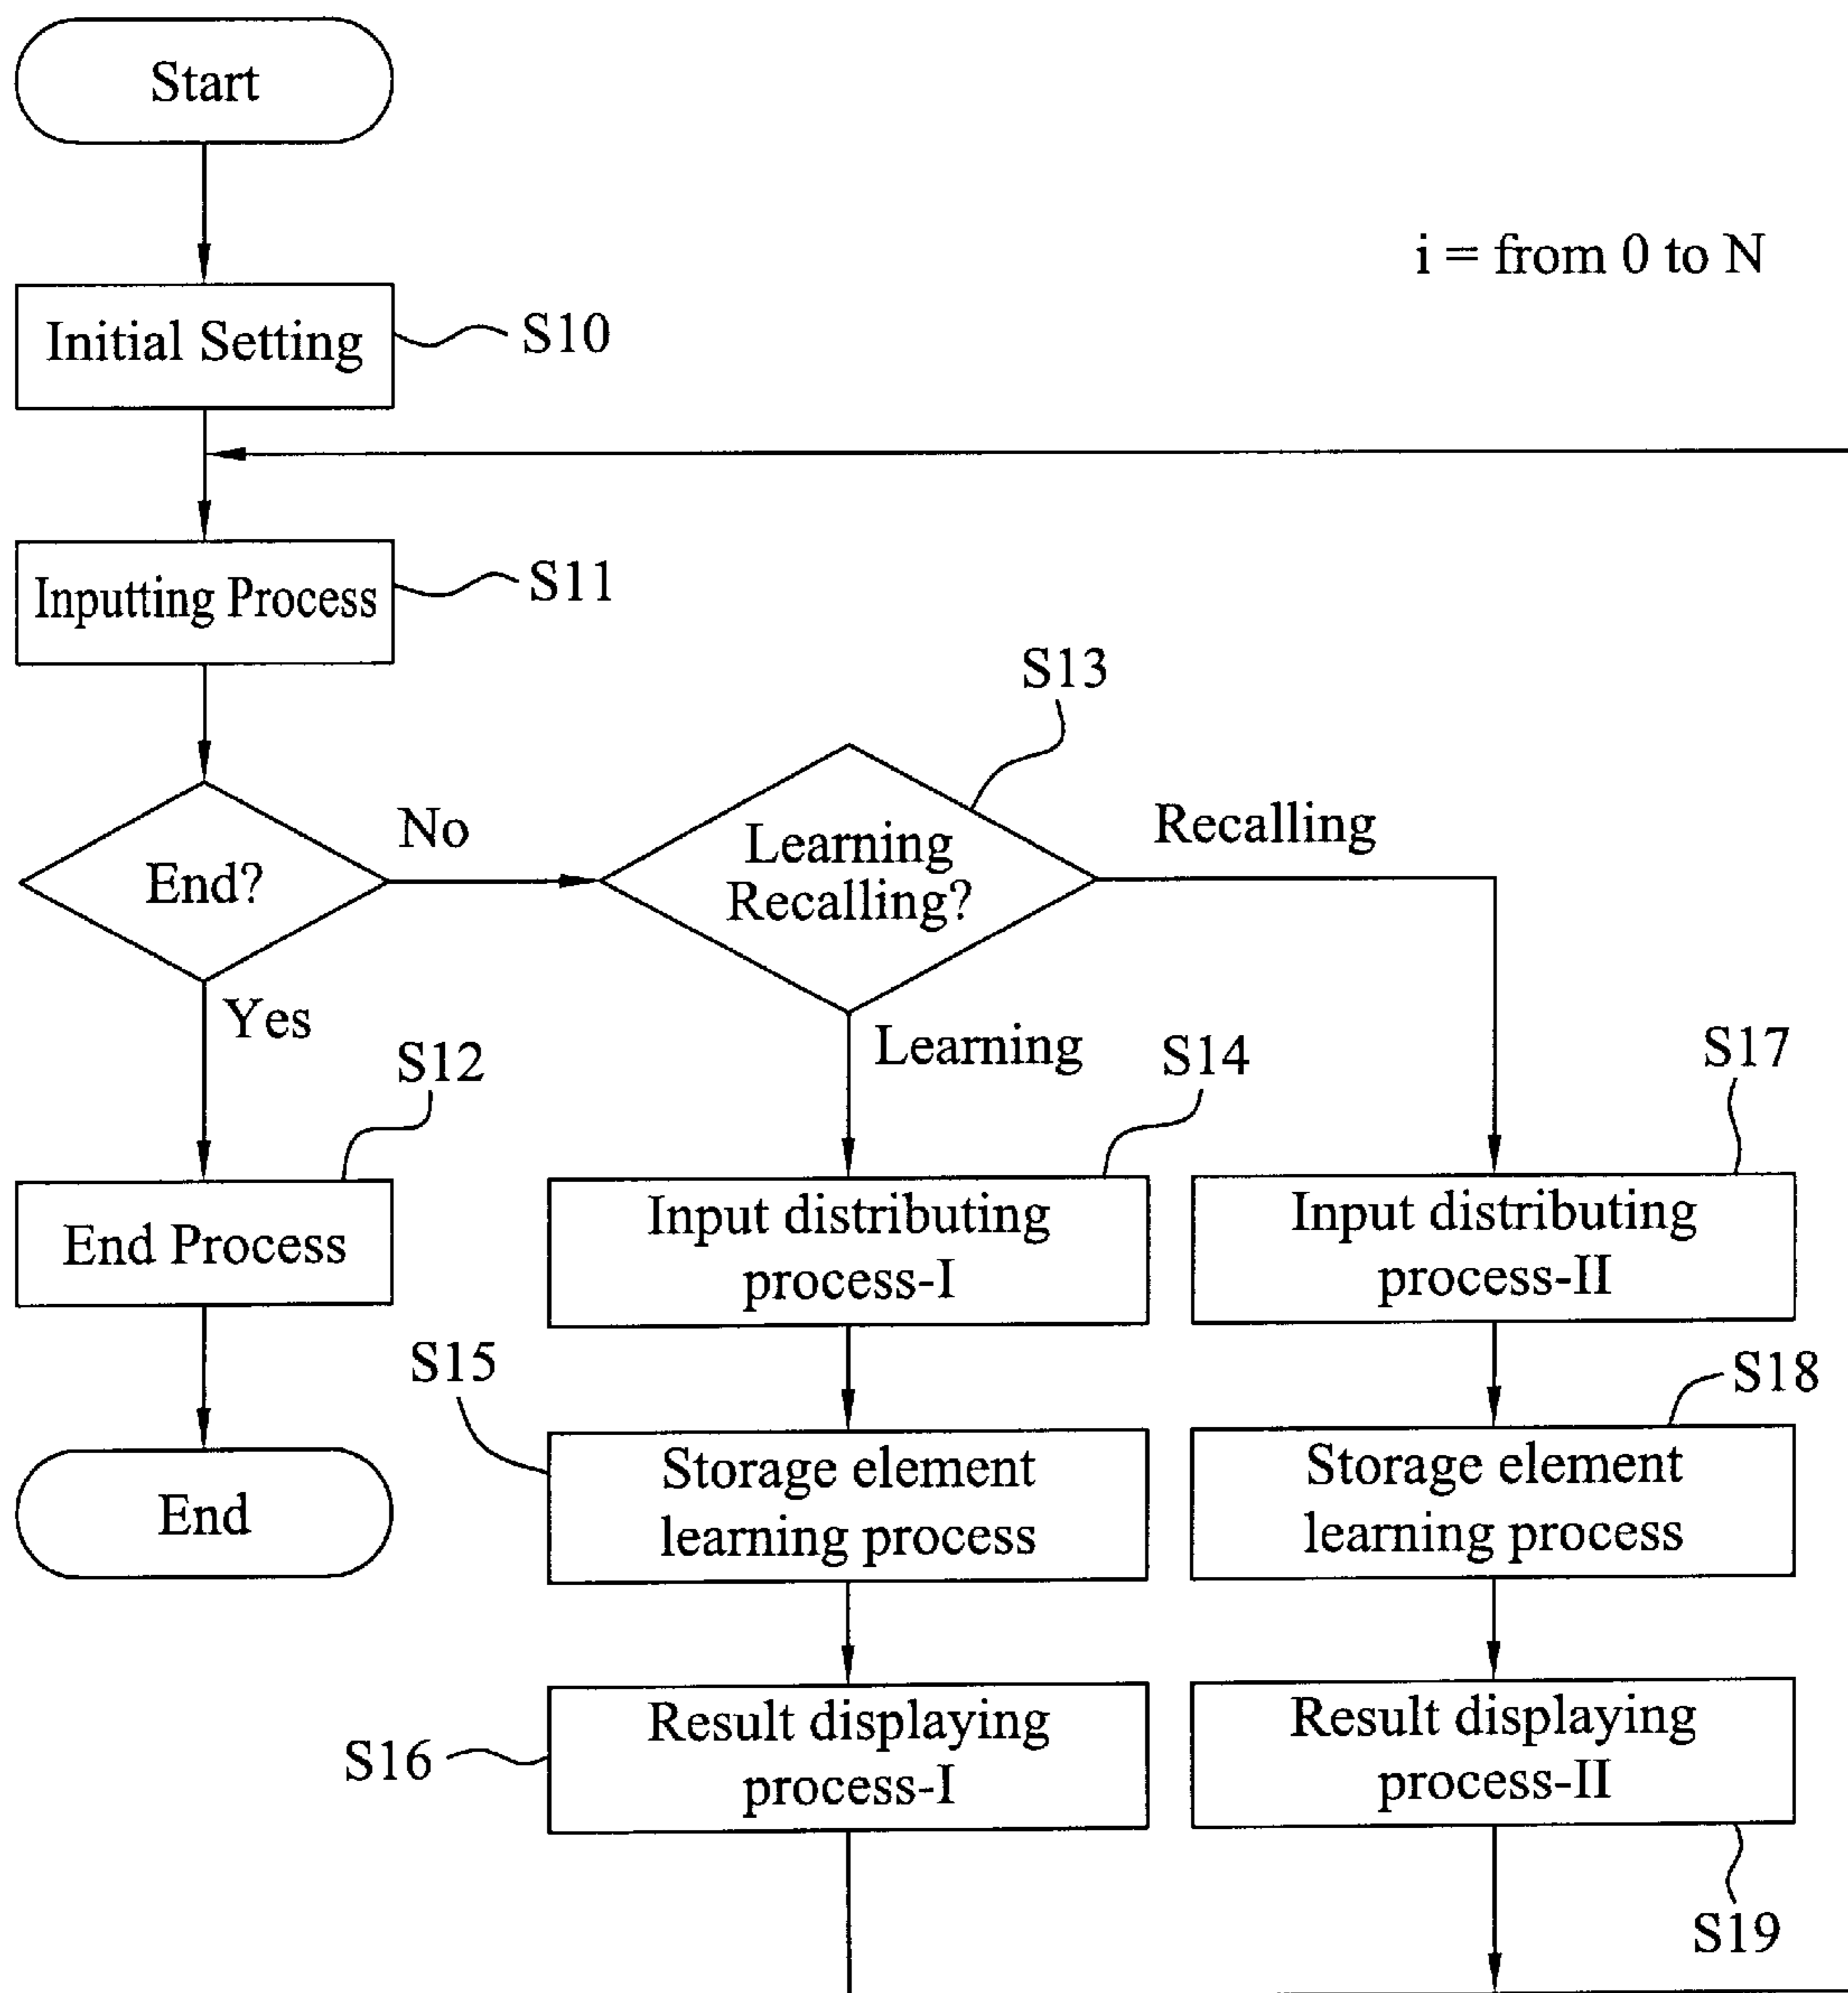 Start
i = from 0 to N
Initial Setting
S10
Inputting Process
S11
S13
No
Learning
Recalling?
Recalling
End?
Yes
Learning
S12
S14
S17
End Process
Input distributing
process-I
Input distributing
process-II
S15
S18
End
Storage element
learning process
Storage element
learning process
S16
Result displaying
process-I
Result displaying
process-II
S19